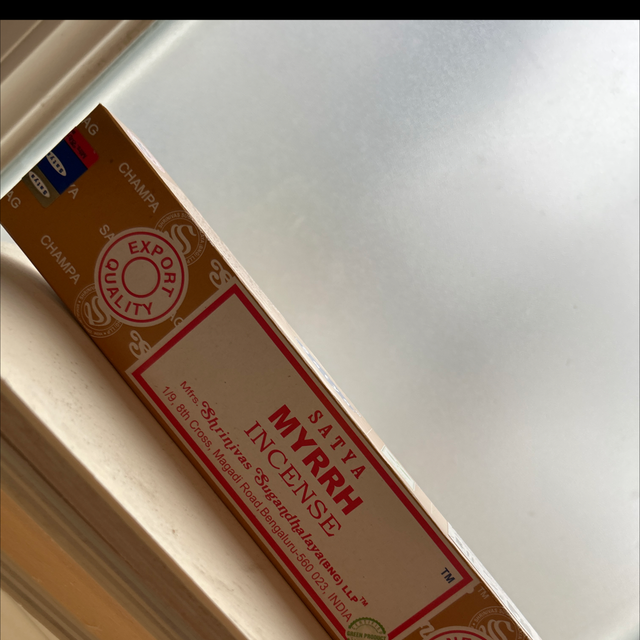 CHAMPA
CHAMPA
EXPORT
QUALITY
SATYA
MYRRH
INCENSE
Mfrs. Shrinivas Sugandhalaya (BNG) LLP™
1/9, 8th Cross, Magadi Road, Bengaluru-560 023, INDIA
TM